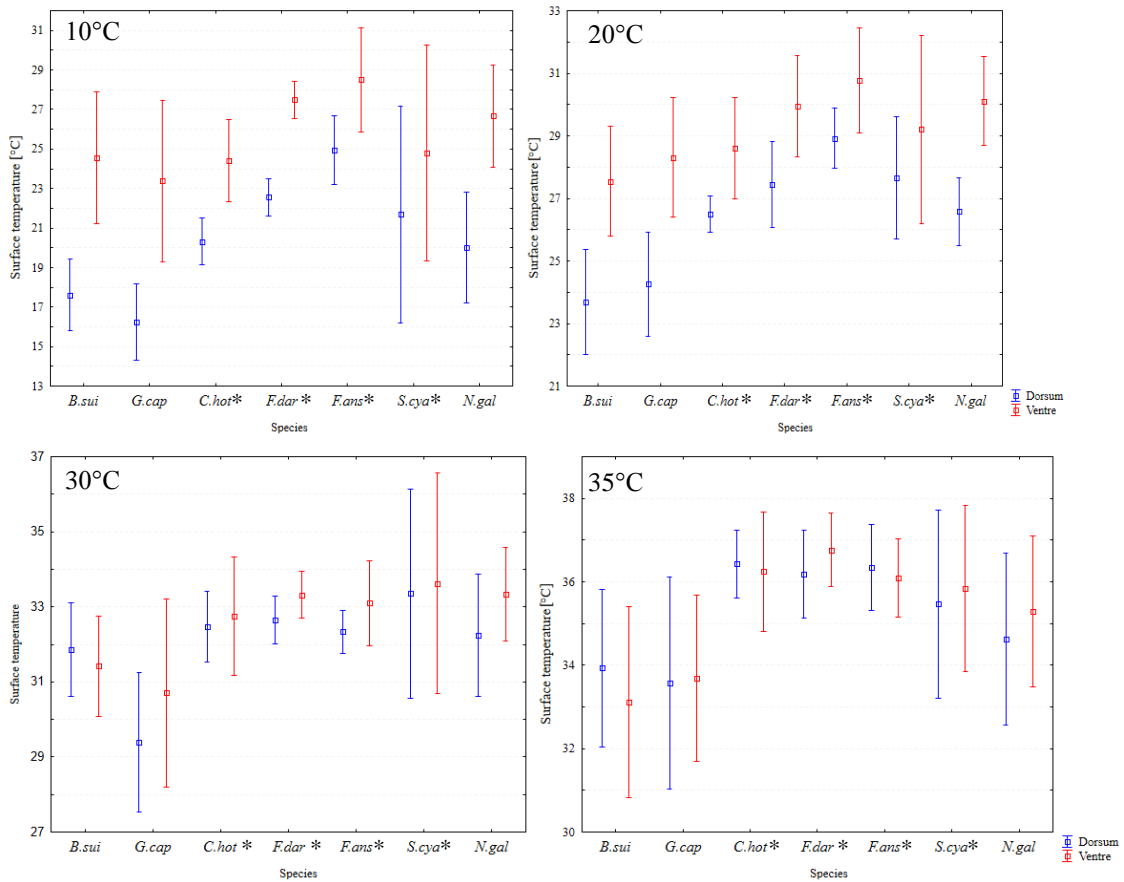 10°C
Surface temperature [°C]
31
29
27
25
23
21
19
17
15
13
B.sui G.cap C.hot* F.dar* F.ans* S.cya* N.gal
Species
20°C
Surface temperature [°C]
33
31
29
27
25
23
21
B.sui G.cap C.hot* F.dar* F.ans* S.cya* N.gal
Species
Dorsum
Ventre
30°C
Surface temperature
37
35
33
31
29
27
B.sui G.cap C.hot * F.dar * F.ans* S.cya* N.gal
Species
35°C
Surface temperature [°C]
38
36
34
32
30
B.sui G.cap C.hot* F.dar* F.ans* S.cya* N.gal
Species
Dorsum
Ventre